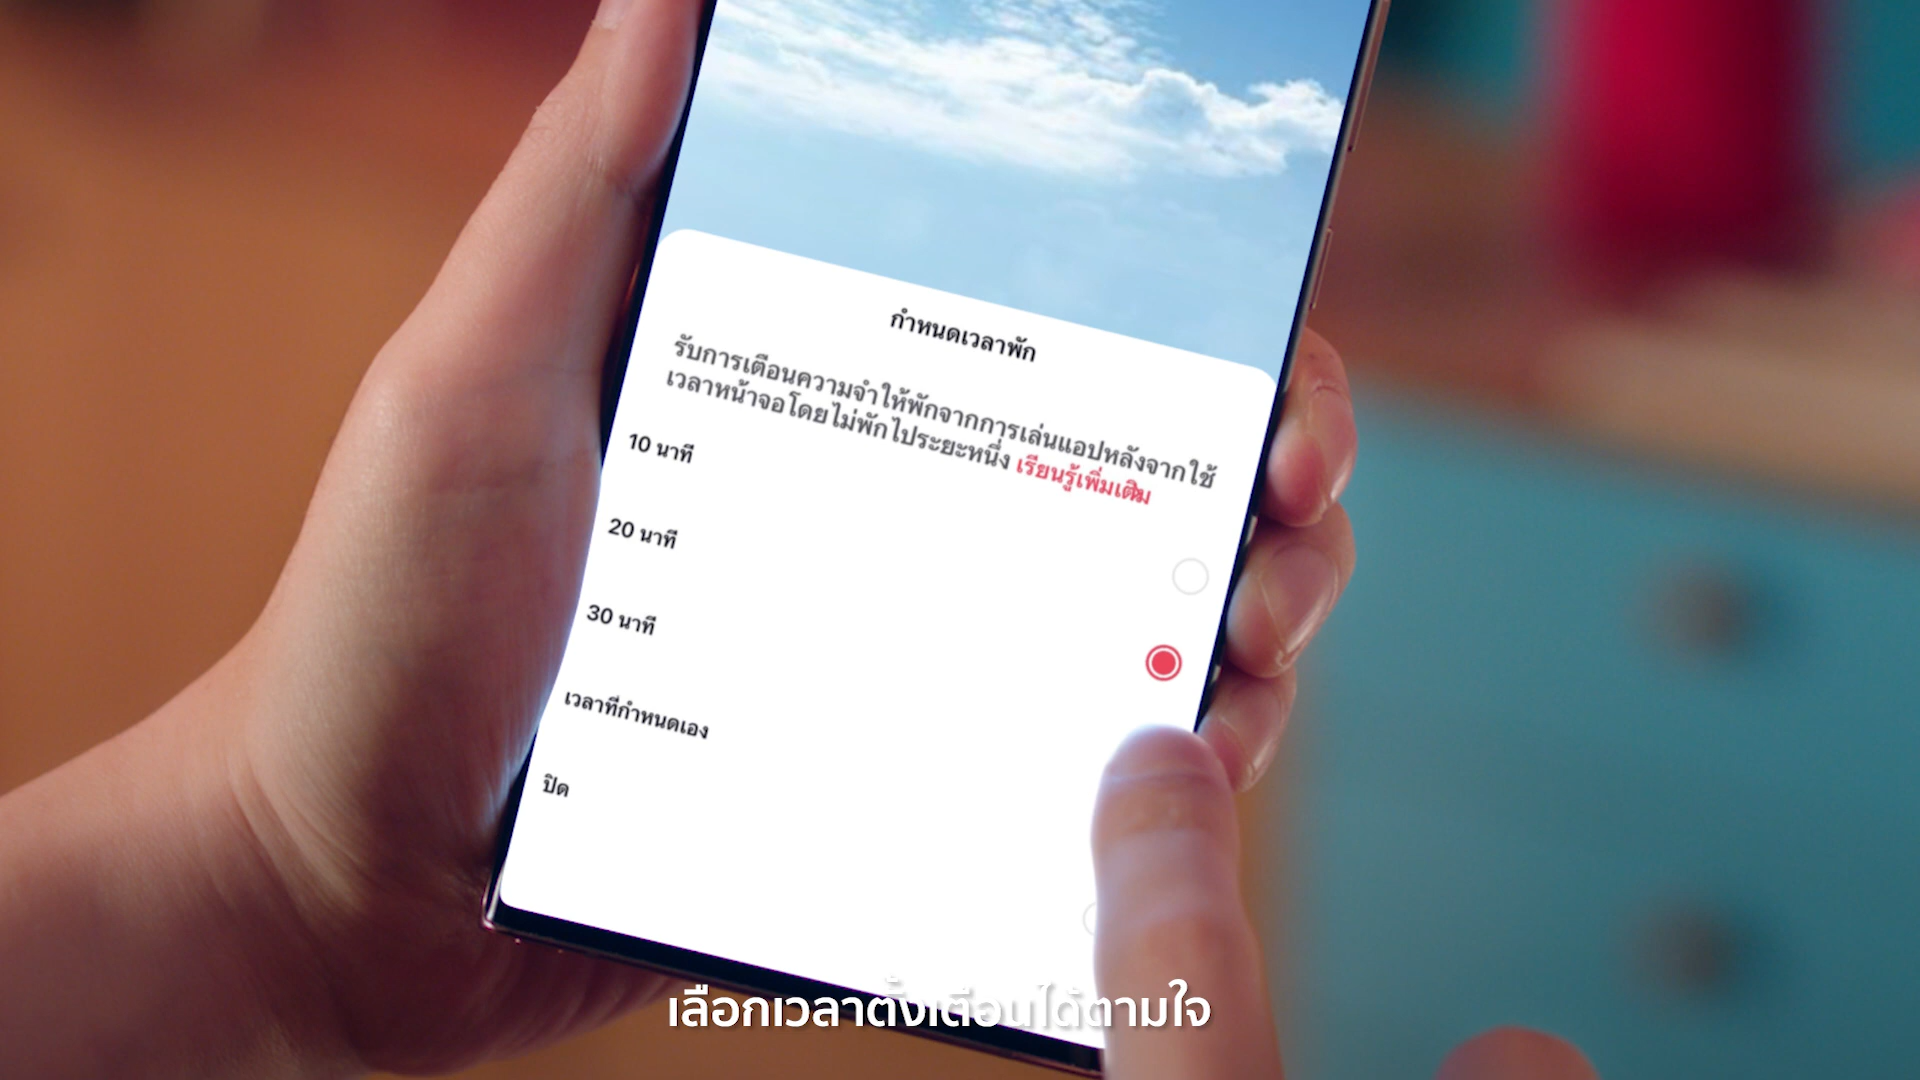 กำหนดเวลาพัก
รับการเตือนความจำให้พักจากการเล่นแอปหลังจากใช้
เวลาหน้าจอโดยไม่พักไประยะหนึ่ง เรียนรู้เพิ่มเติม
10 นาที
20 นาที
30 นาที
เวลาที่กำหนดเอง
ปิด
เลือกเวลาตั้งเตือนได้ตามใจ